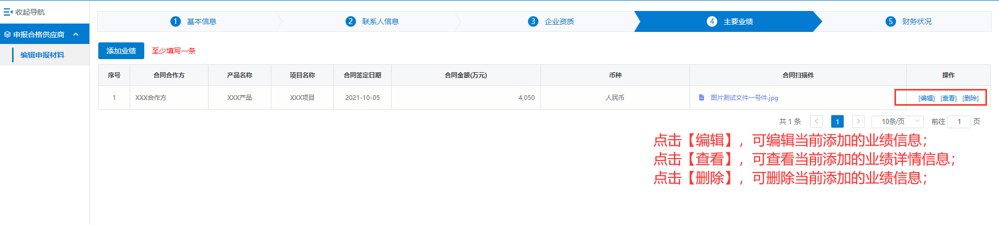 收起导航
申报合格供应商
编辑申报材料
1 基本信息 2 联系人信息 3 企业资质 4 主要业绩 5 财务状况
添加业绩 至少填写一条
序号 合同合作方 产品名称 项目名称 合同签定日期 合同金额(万元) 币种 合同扫描件 操作
1 XXX合作方 XXX产品 XXX项目 2021-10-05 4,050 人民币 图片测试文件一号件.jpg [编辑] [查看] [删除]
共 1 条 1 10条/页 前往 1 页
点击【编辑】，可编辑当前添加的业绩信息；
点击【查看】，可查看当前添加的业绩详情信息；
点击【删除】，可删除当前添加的业绩信息；